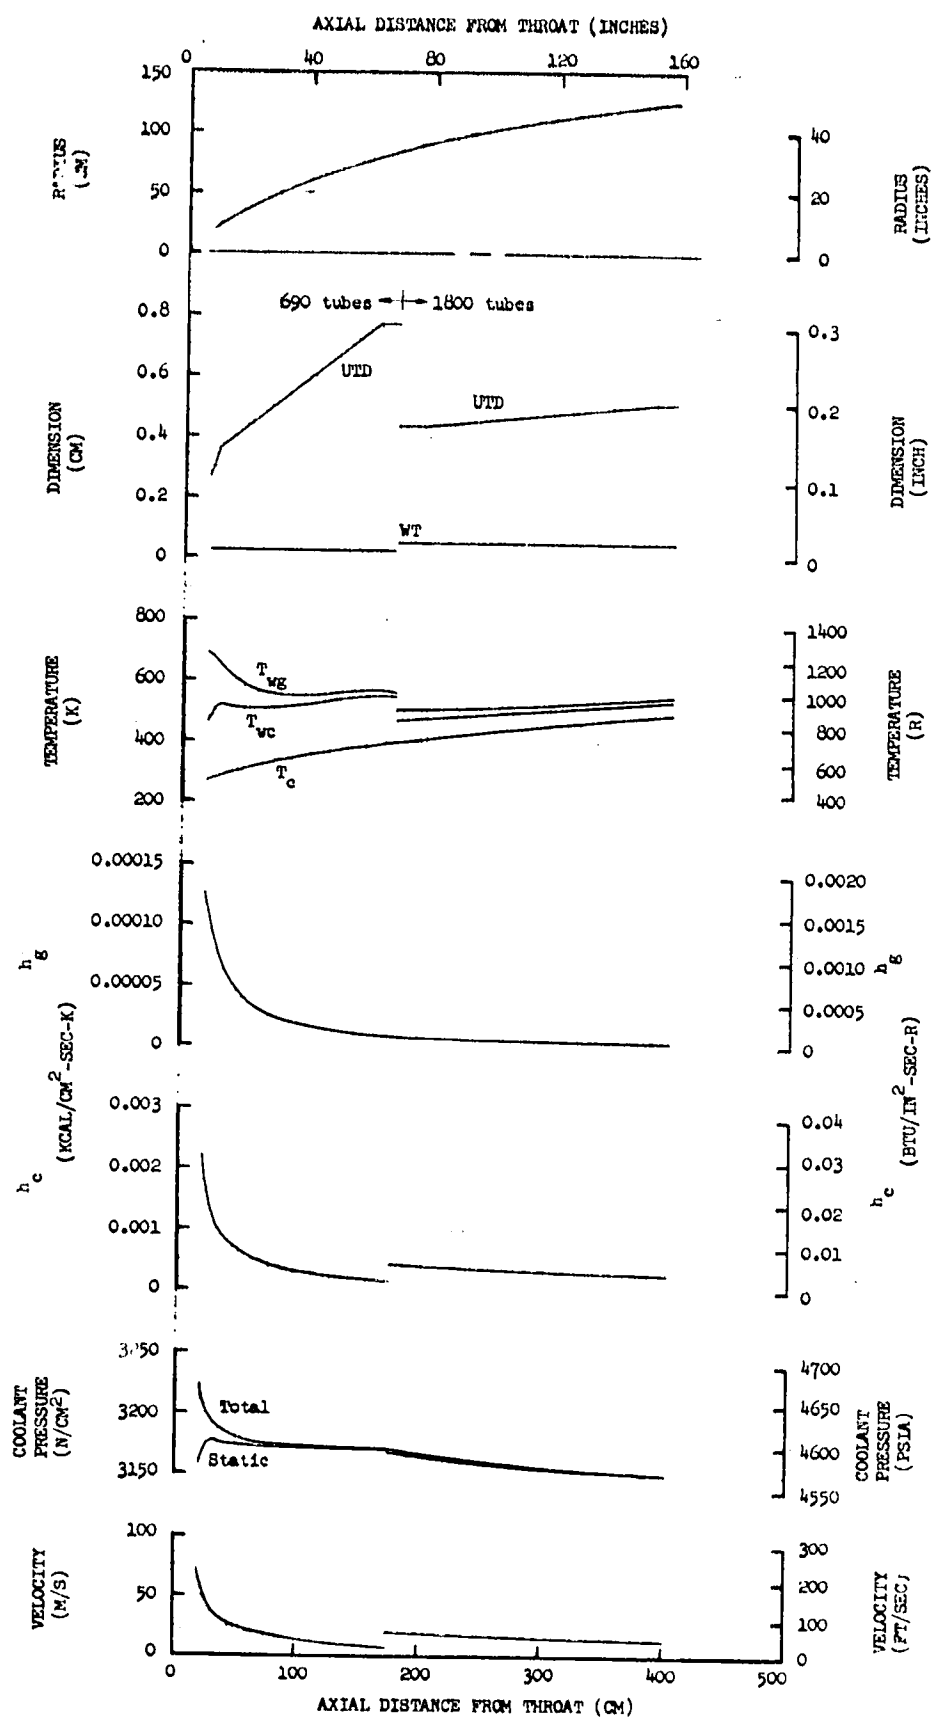 AXIAL DISTANCE FROM THROAT (INCHES)
0 40 80 120 160
150
100
50
0
40
20
0
RADIUS
(INCHES)
690 tubes 1800 tubes
0.8
0.6
0.4
0.2
0
DIMENSION
(CM)
UTD
UTD
WT
0.3
0.2
0.1
0
DIMENSION
(INCH)
800
600
400
200
TEMPERATURE
(K)
Twg
Twc
Tc
1400
1200
1000
800
600
400
TEMPERATURE
(R)
0.00015
0.00010
0.00005
0
hg
0.0020
0.0015
0.0010
0.0005
0
hg
(KCAL/CM²-SEC-K)
(BTU/IN²-SEC-R)
0.003
0.002
0.001
0
hc
0.04
0.03
0.02
0.01
0
hc
3200
3150
COOLANT
PRESSURE
(N/CM²)
Total
Static
4700
4650
4600
4550
COOLANT
PRESSURE
(PSIA)
100
50
0
VELOCITY
(M/S)
300
200
100
0
VELOCITY
(FT/SEC)
0 100 200 300 400 500
AXIAL DISTANCE FROM THROAT (CM)